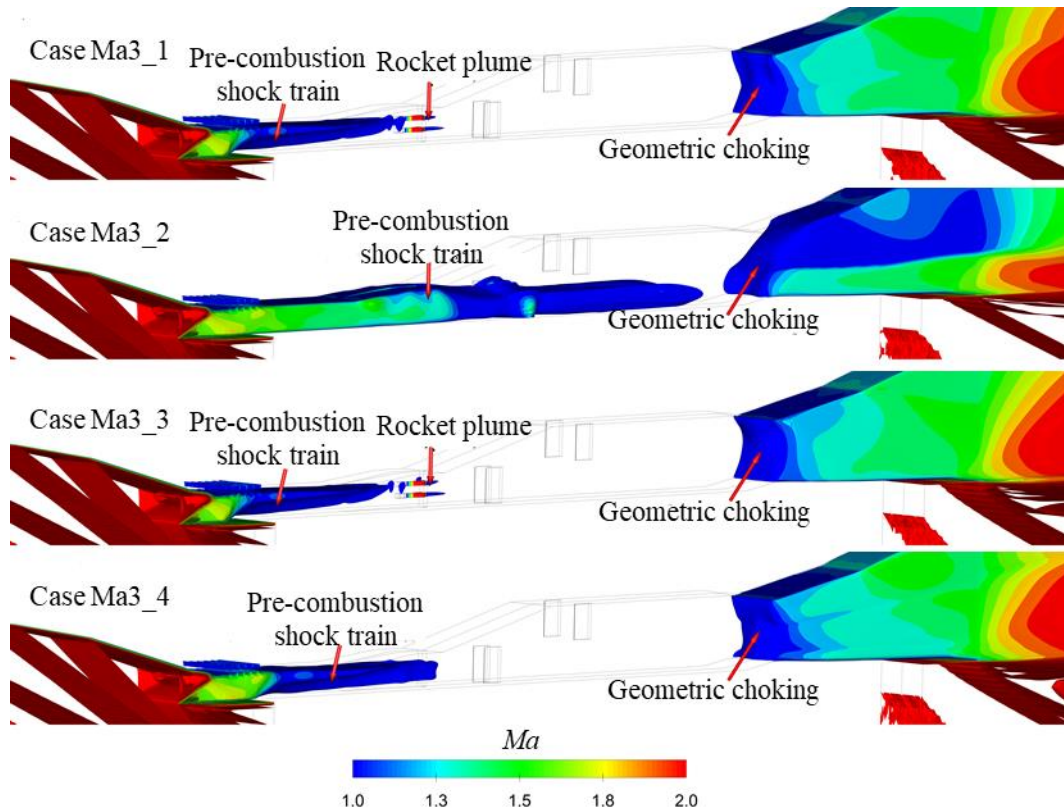 Case Ma3_1
Pre-combustion
shock train
Rocket plume
Geometric choking
Case Ma3_2
Pre-combustion
shock train
Geometric choking
Case Ma3_3
Pre-combustion
shock train
Rocket plume
Geometric choking
Case Ma3_4
Pre-combustion
shock train
Geometric choking
Ma
1.0 1.3 1.5 1.8 2.0